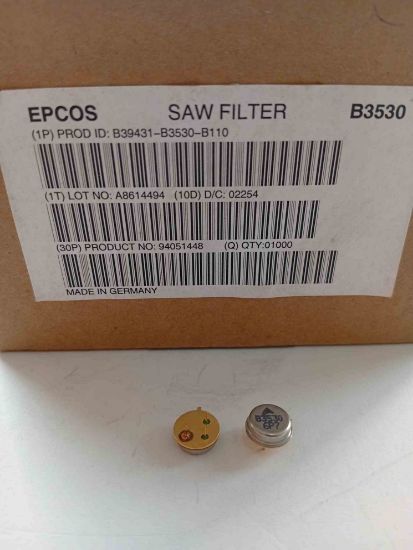 EPCOS SAW FILTER B3530
(1P) PROD ID: B39431-B3530-B110
(1T) LOT NO: A8614494 (10D) D/C: 02254
(30P) PRODUCT NO: 94051448 (Q) QTY:01000
MADE IN GERMANY
B3530